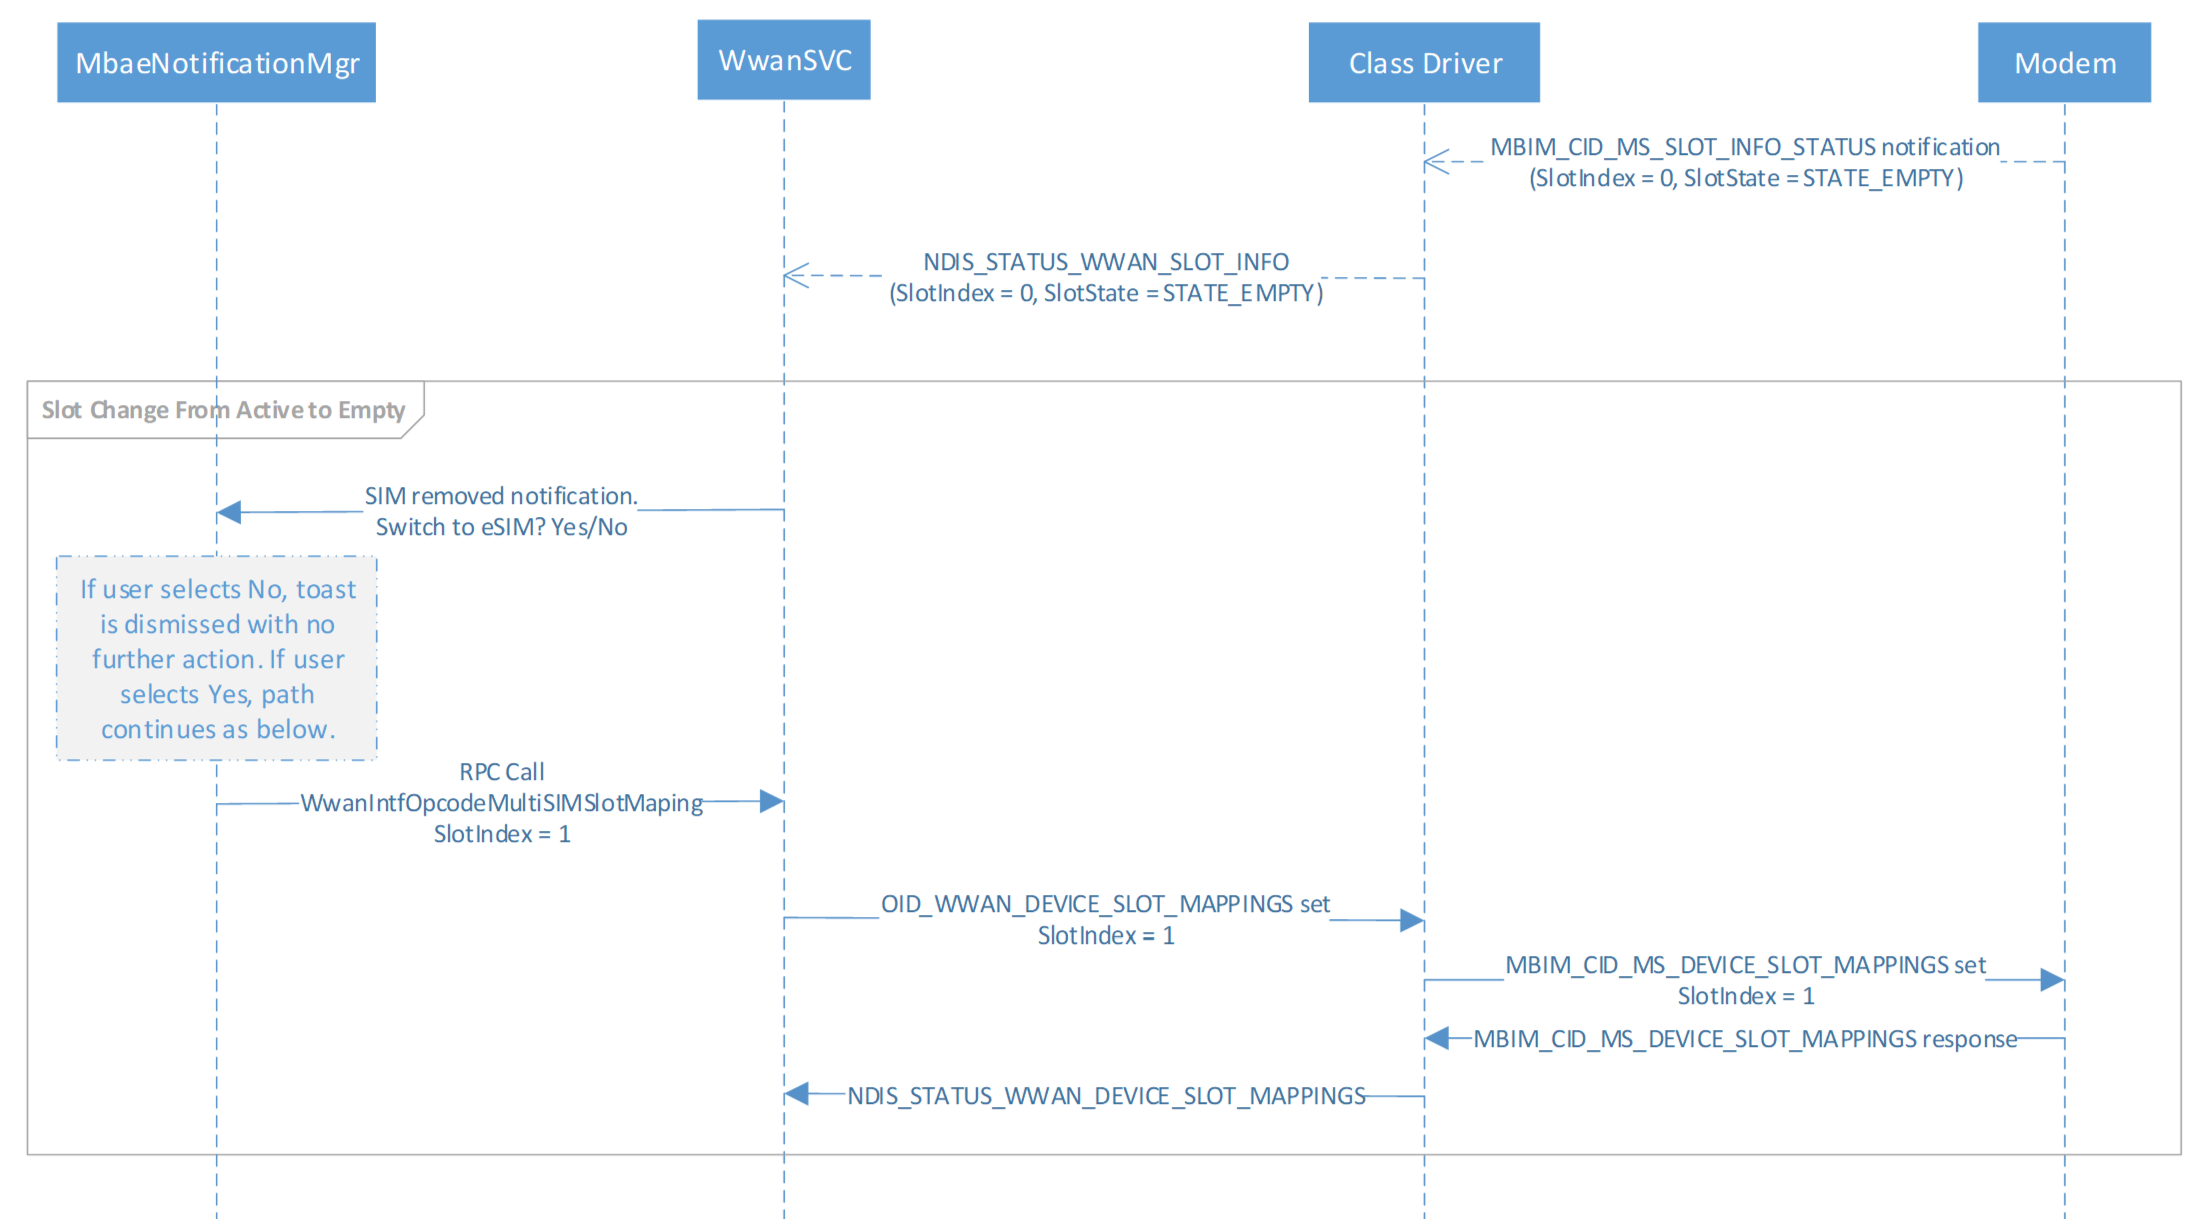 MbaeNotificationMgr
WwanSVC
Class Driver
Modem
MBIM_CID_MS_SLOT_INFO_STATUS notification
(SlotIndex = 0, SlotState = STATE_EMPTY)
NDIS_STATUS_WWAN_SLOT_INFO
(SlotIndex = 0, SlotState = STATE_EMPTY)
Slot Change From Active to Empty
SIM removed notification.
Switch to eSIM? Yes/No
If user selects No, toast
is dismissed with no
further action. If user
selects Yes, path
continues as below.
RPC Call
WwanIntfOpcodeMultiSIMSlotMaping
SlotIndex = 1
OID_WWAN_DEVICE_SLOT_MAPPINGS set
SlotIndex = 1
MBIM_CID_MS_DEVICE_SLOT_MAPPINGS set
SlotIndex = 1
MBIM_CID_MS_DEVICE_SLOT_MAPPINGS response
NDIS_STATUS_WWAN_DEVICE_SLOT_MAPPINGS